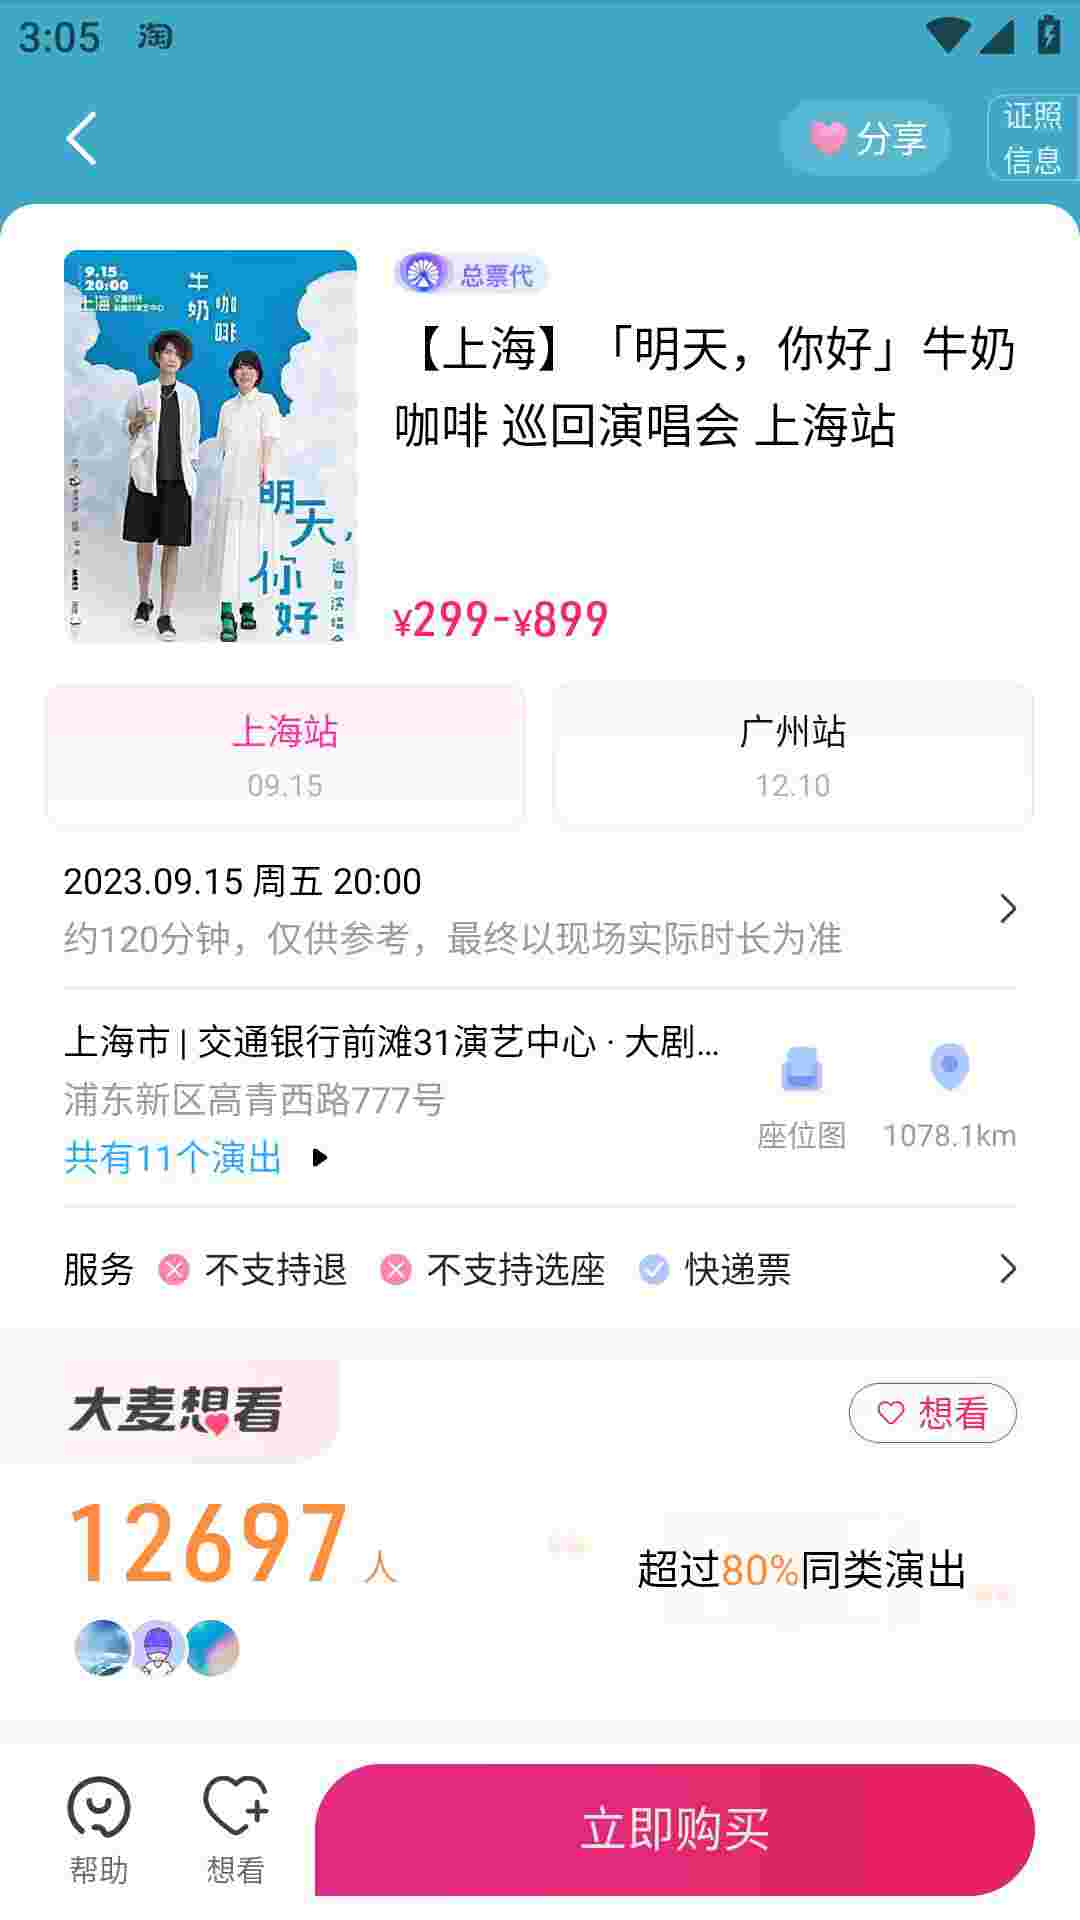 3:05 淘
分享
证照
信息
9.15
20:00
上海
牛奶咖啡
明天,
你好
总票代
【上海】「明天，你好」牛奶
咖啡 巡回演唱会 上海站
¥299-¥899
上海站
09.15
广州站
12.10
2023.09.15 周五 20:00
约120分钟，仅供参考，最终以现场实际时长为准
上海市 | 交通银行前滩31演艺中心 · 大剧...
浦东新区高青西路777号
共有11个演出
座位图
1078.1km
服务 不支持退 不支持选座 快递票
大麦想看
想看
12697人
超过80%同类演出
帮助
想看
立即购买